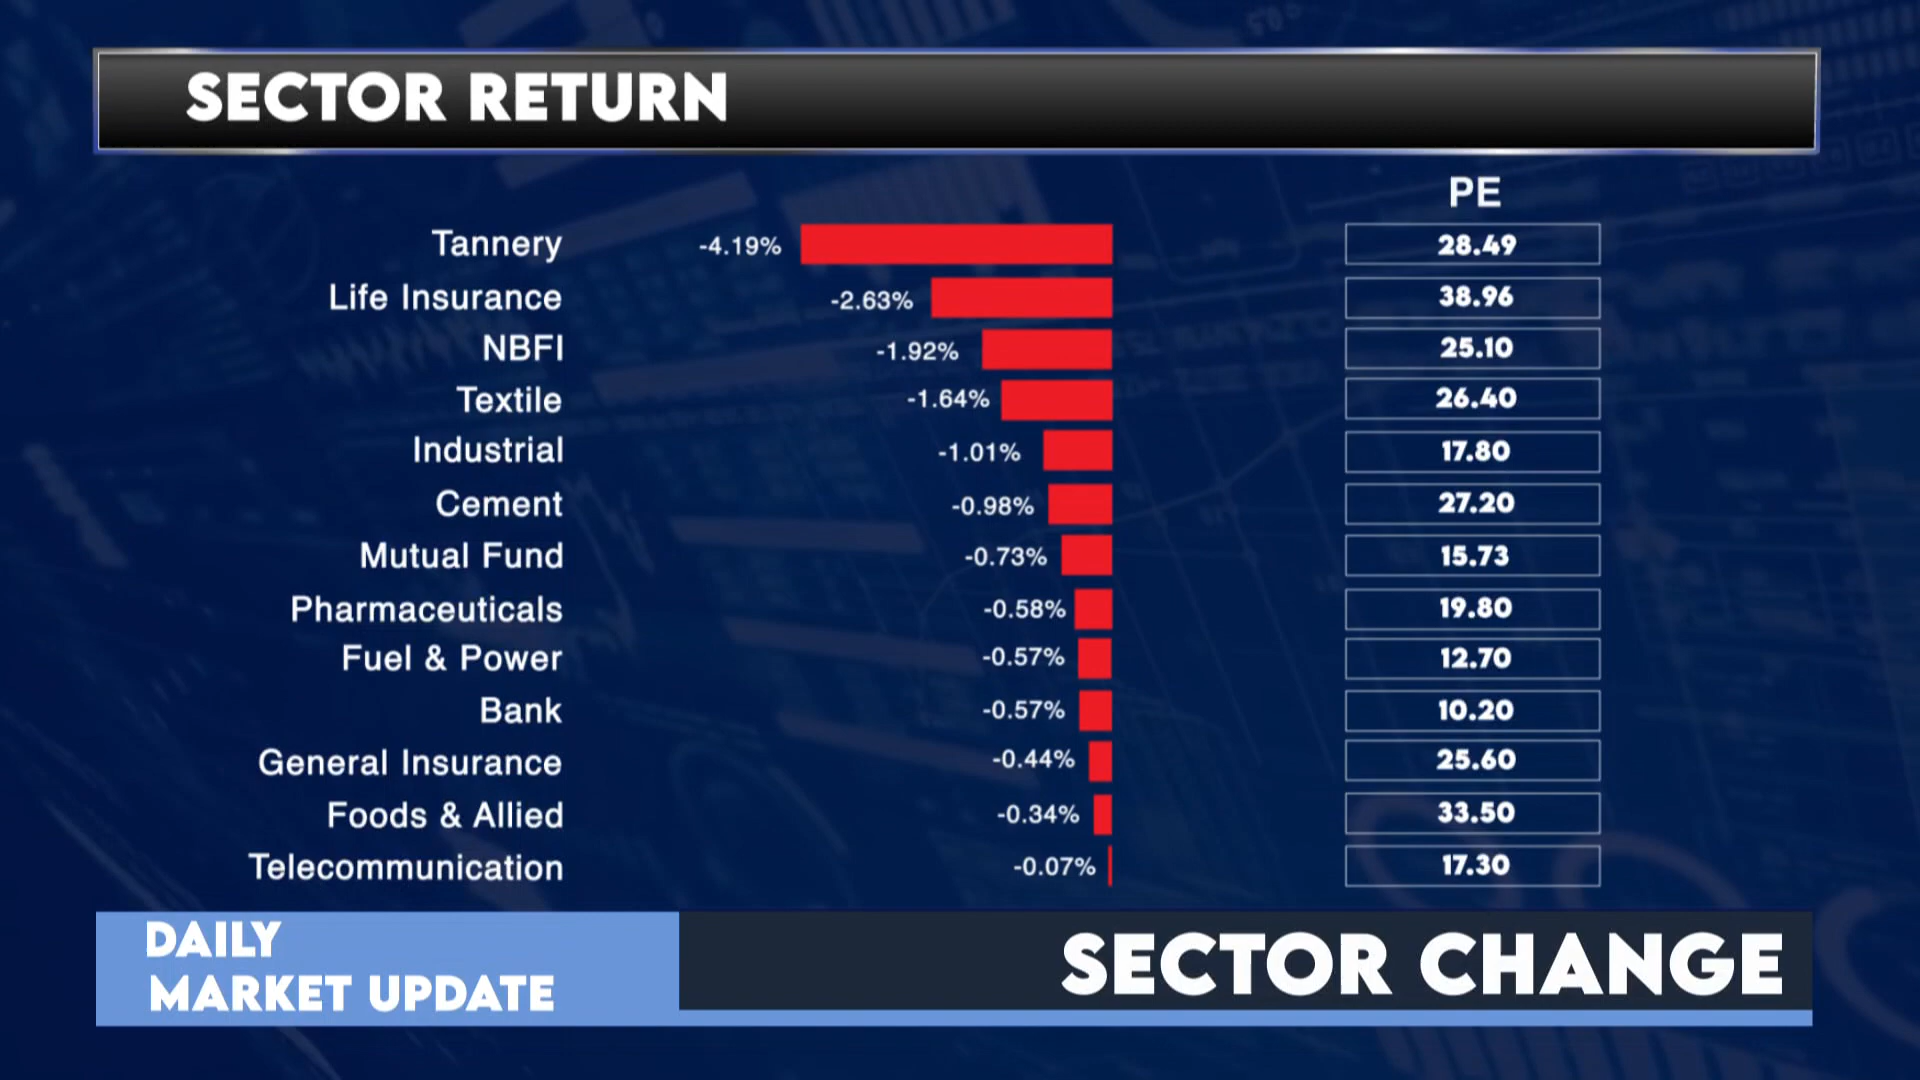 SECTOR RETURN
PE
Tannery -4.19% 28.49
Life Insurance -2.63% 38.96
NBFI -1.92% 25.10
Textile -1.64% 26.40
Industrial -1.01% 17.80
Cement -0.98% 27.20
Mutual Fund -0.73% 15.73
Pharmaceuticals -0.58% 19.80
Fuel & Power -0.57% 12.70
Bank -0.57% 10.20
General Insurance -0.44% 25.60
Foods & Allied -0.34% 33.50
Telecommunication -0.07% 17.30
DAILY
MARKET UPDATE
SECTOR CHANGE